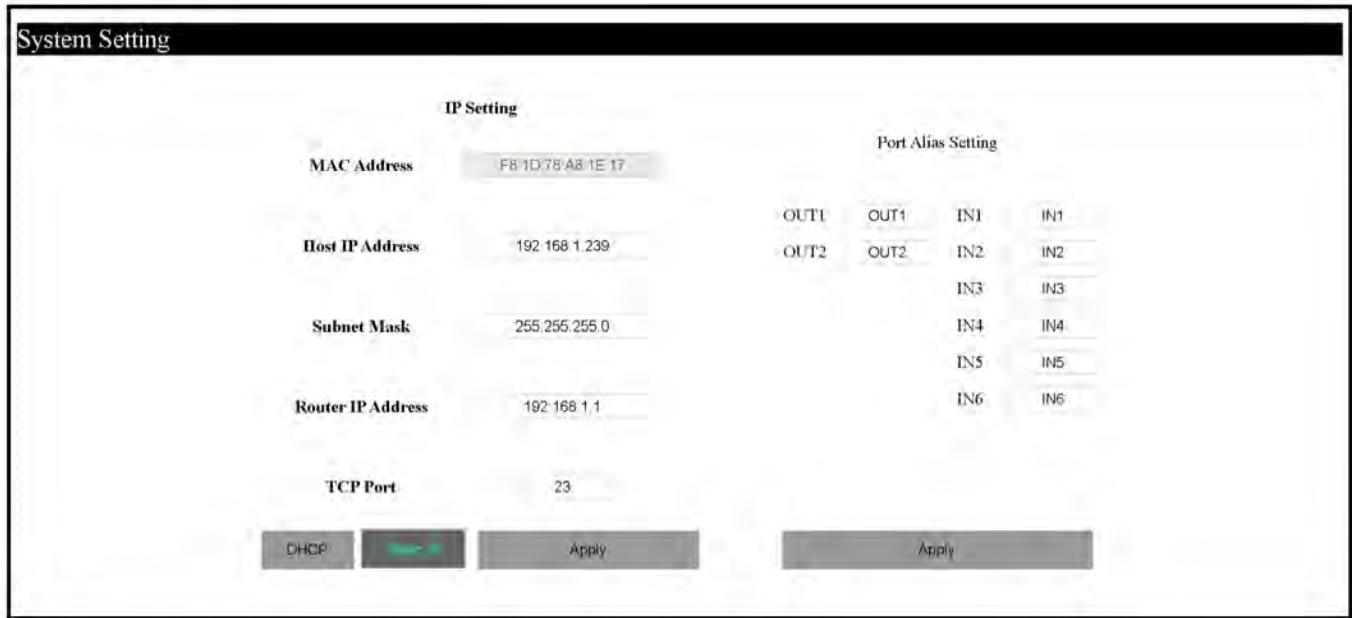 System Setting
IP Setting
MAC Address F8:1D:78:A8:1E:17
Host IP Address 192.168.1.239
Subnet Mask 255.255.255.0
Router IP Address 192.168.1.1
TCP Port 23
DHCP Apply
Port Alias Setting
OUT1 OUT1 IN1 IN1
OUT2 OUT2 IN2 IN2
IN3 IN3
IN4 IN4
IN5 IN5
IN6 IN6
Apply